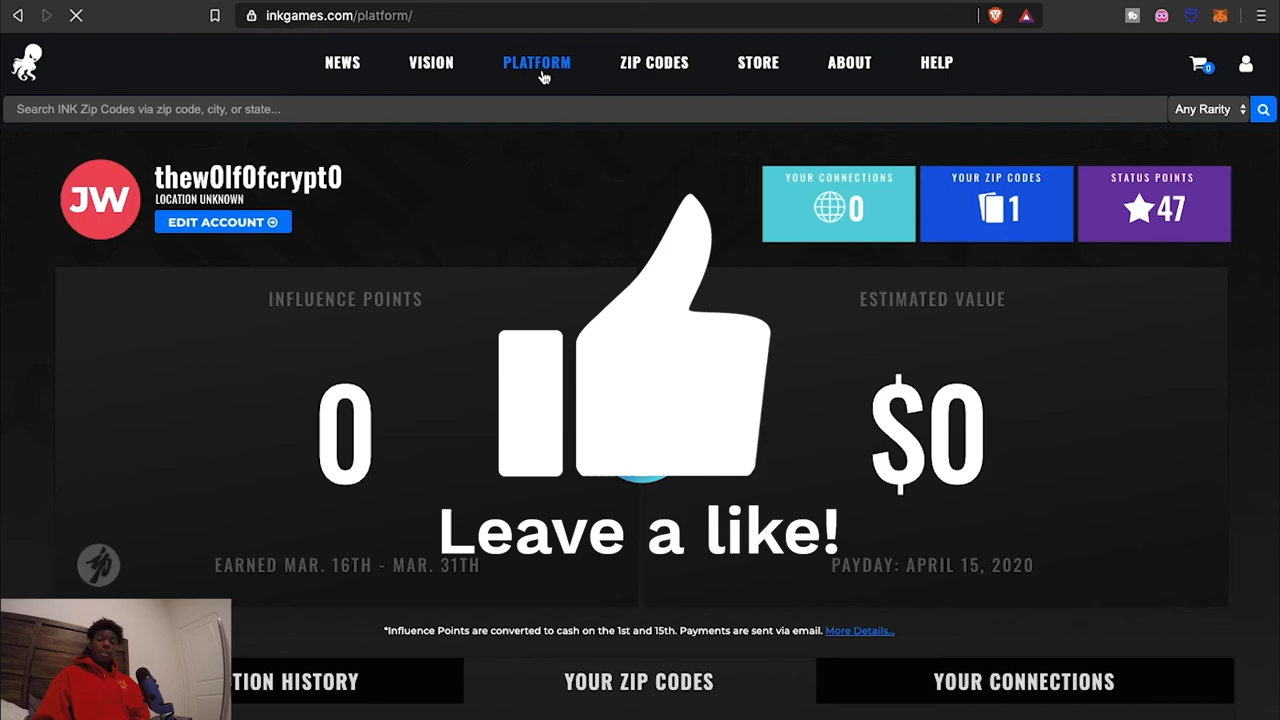 inkgames.com/platform/
NEWS
VISION
PLATFORM
ZIP CODES
STORE
ABOUT
HELP
0
Search INK Zip Codes via zip code, city, or state...
Any Rarity
JW
thew0lf0fcrypt0
LOCATION UNKNOWN
EDIT ACCOUNT
YOUR CONNECTIONS
0
YOUR ZIP CODES
1
STATUS POINTS
47
INFLUENCE POINTS
ESTIMATED VALUE
0
$0
Leave a like!
EARNED MAR. 16TH - MAR. 31TH
PAYDAY: APRIL 15, 2020
*Influence Points are converted to cash on the 1st and 15th. Payments are sent via email. More Details...
TION HISTORY
YOUR ZIP CODES
YOUR CONNECTIONS